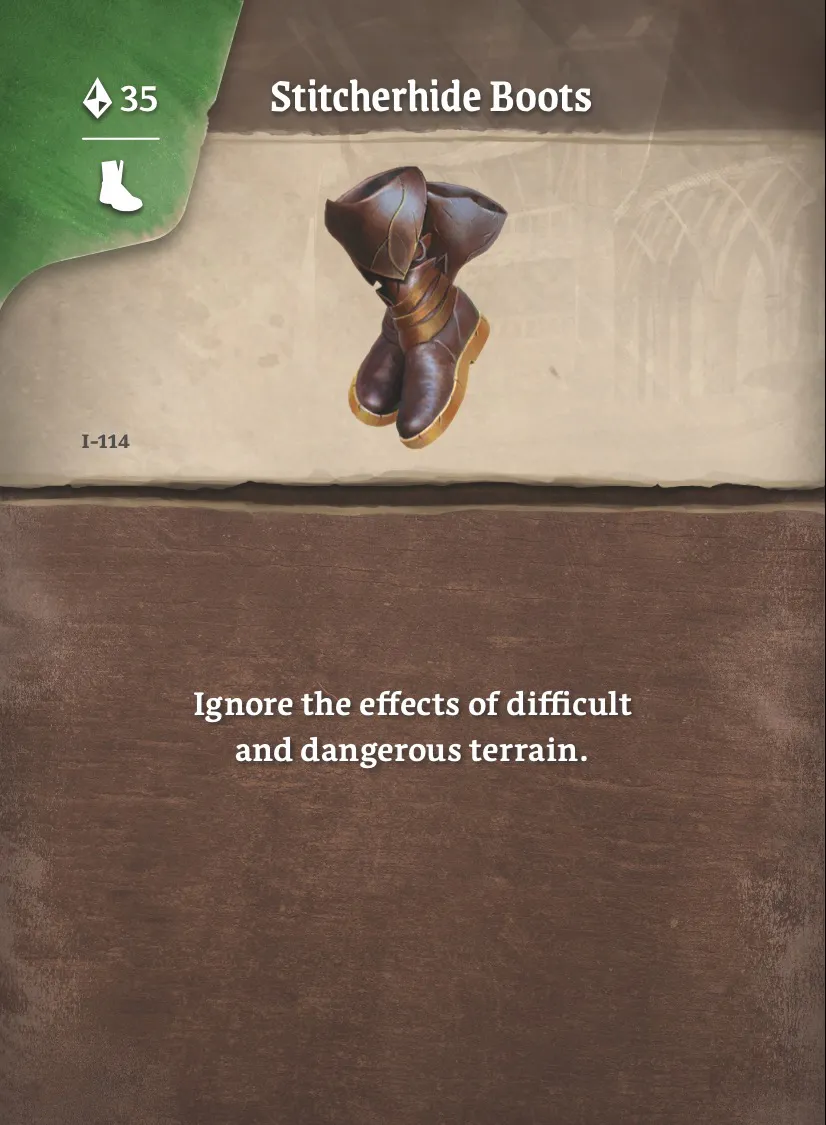 35
Stitcherhide Boots
I-114
Ignore the effects of difficult
and dangerous terrain.